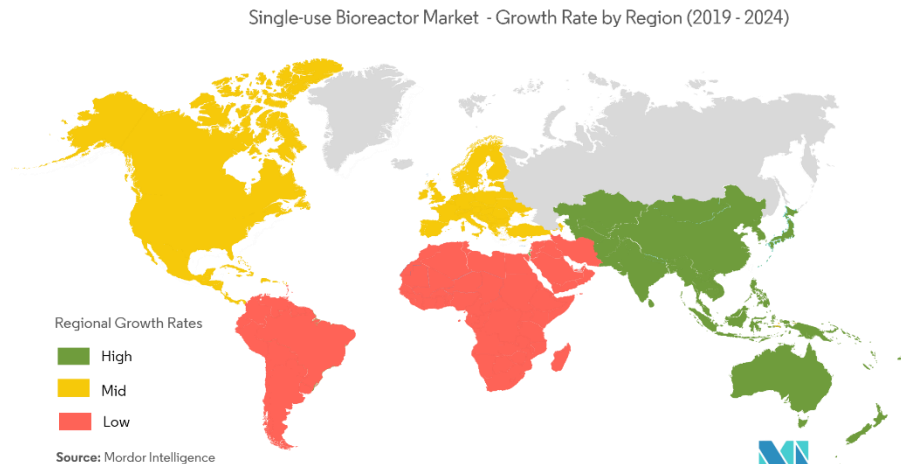 Single-use Bioreactor Market - Growth Rate by Region (2019 - 2024)
Regional Growth Rates
High
Mid
Low
Source: Mordor Intelligence